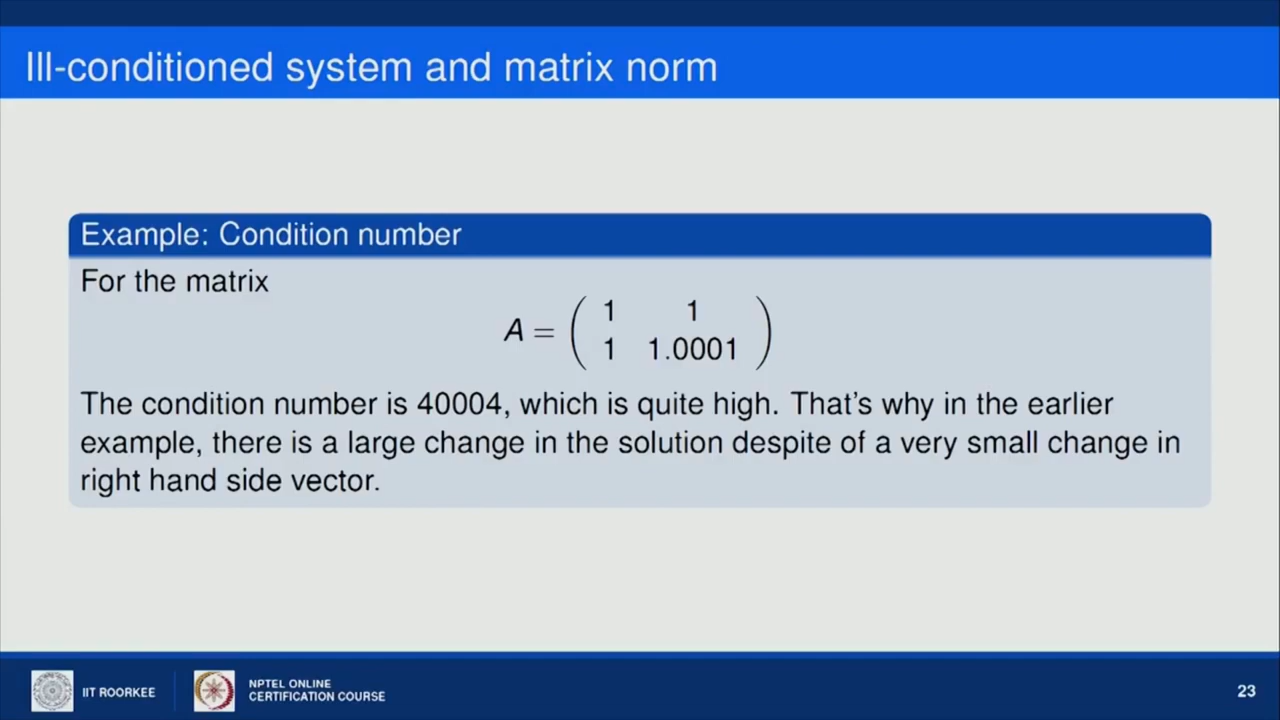 Ill-conditioned system and matrix norm
Example: Condition number
For the matrix
A = ( 1 1
1 1.0001 )
The condition number is 40004, which is quite high. That's why in the earlier
example, there is a large change in the solution despite of a very small change in
right hand side vector.
IIT ROORKEE
NPTEL ONLINE
CERTIFICATION COURSE
23